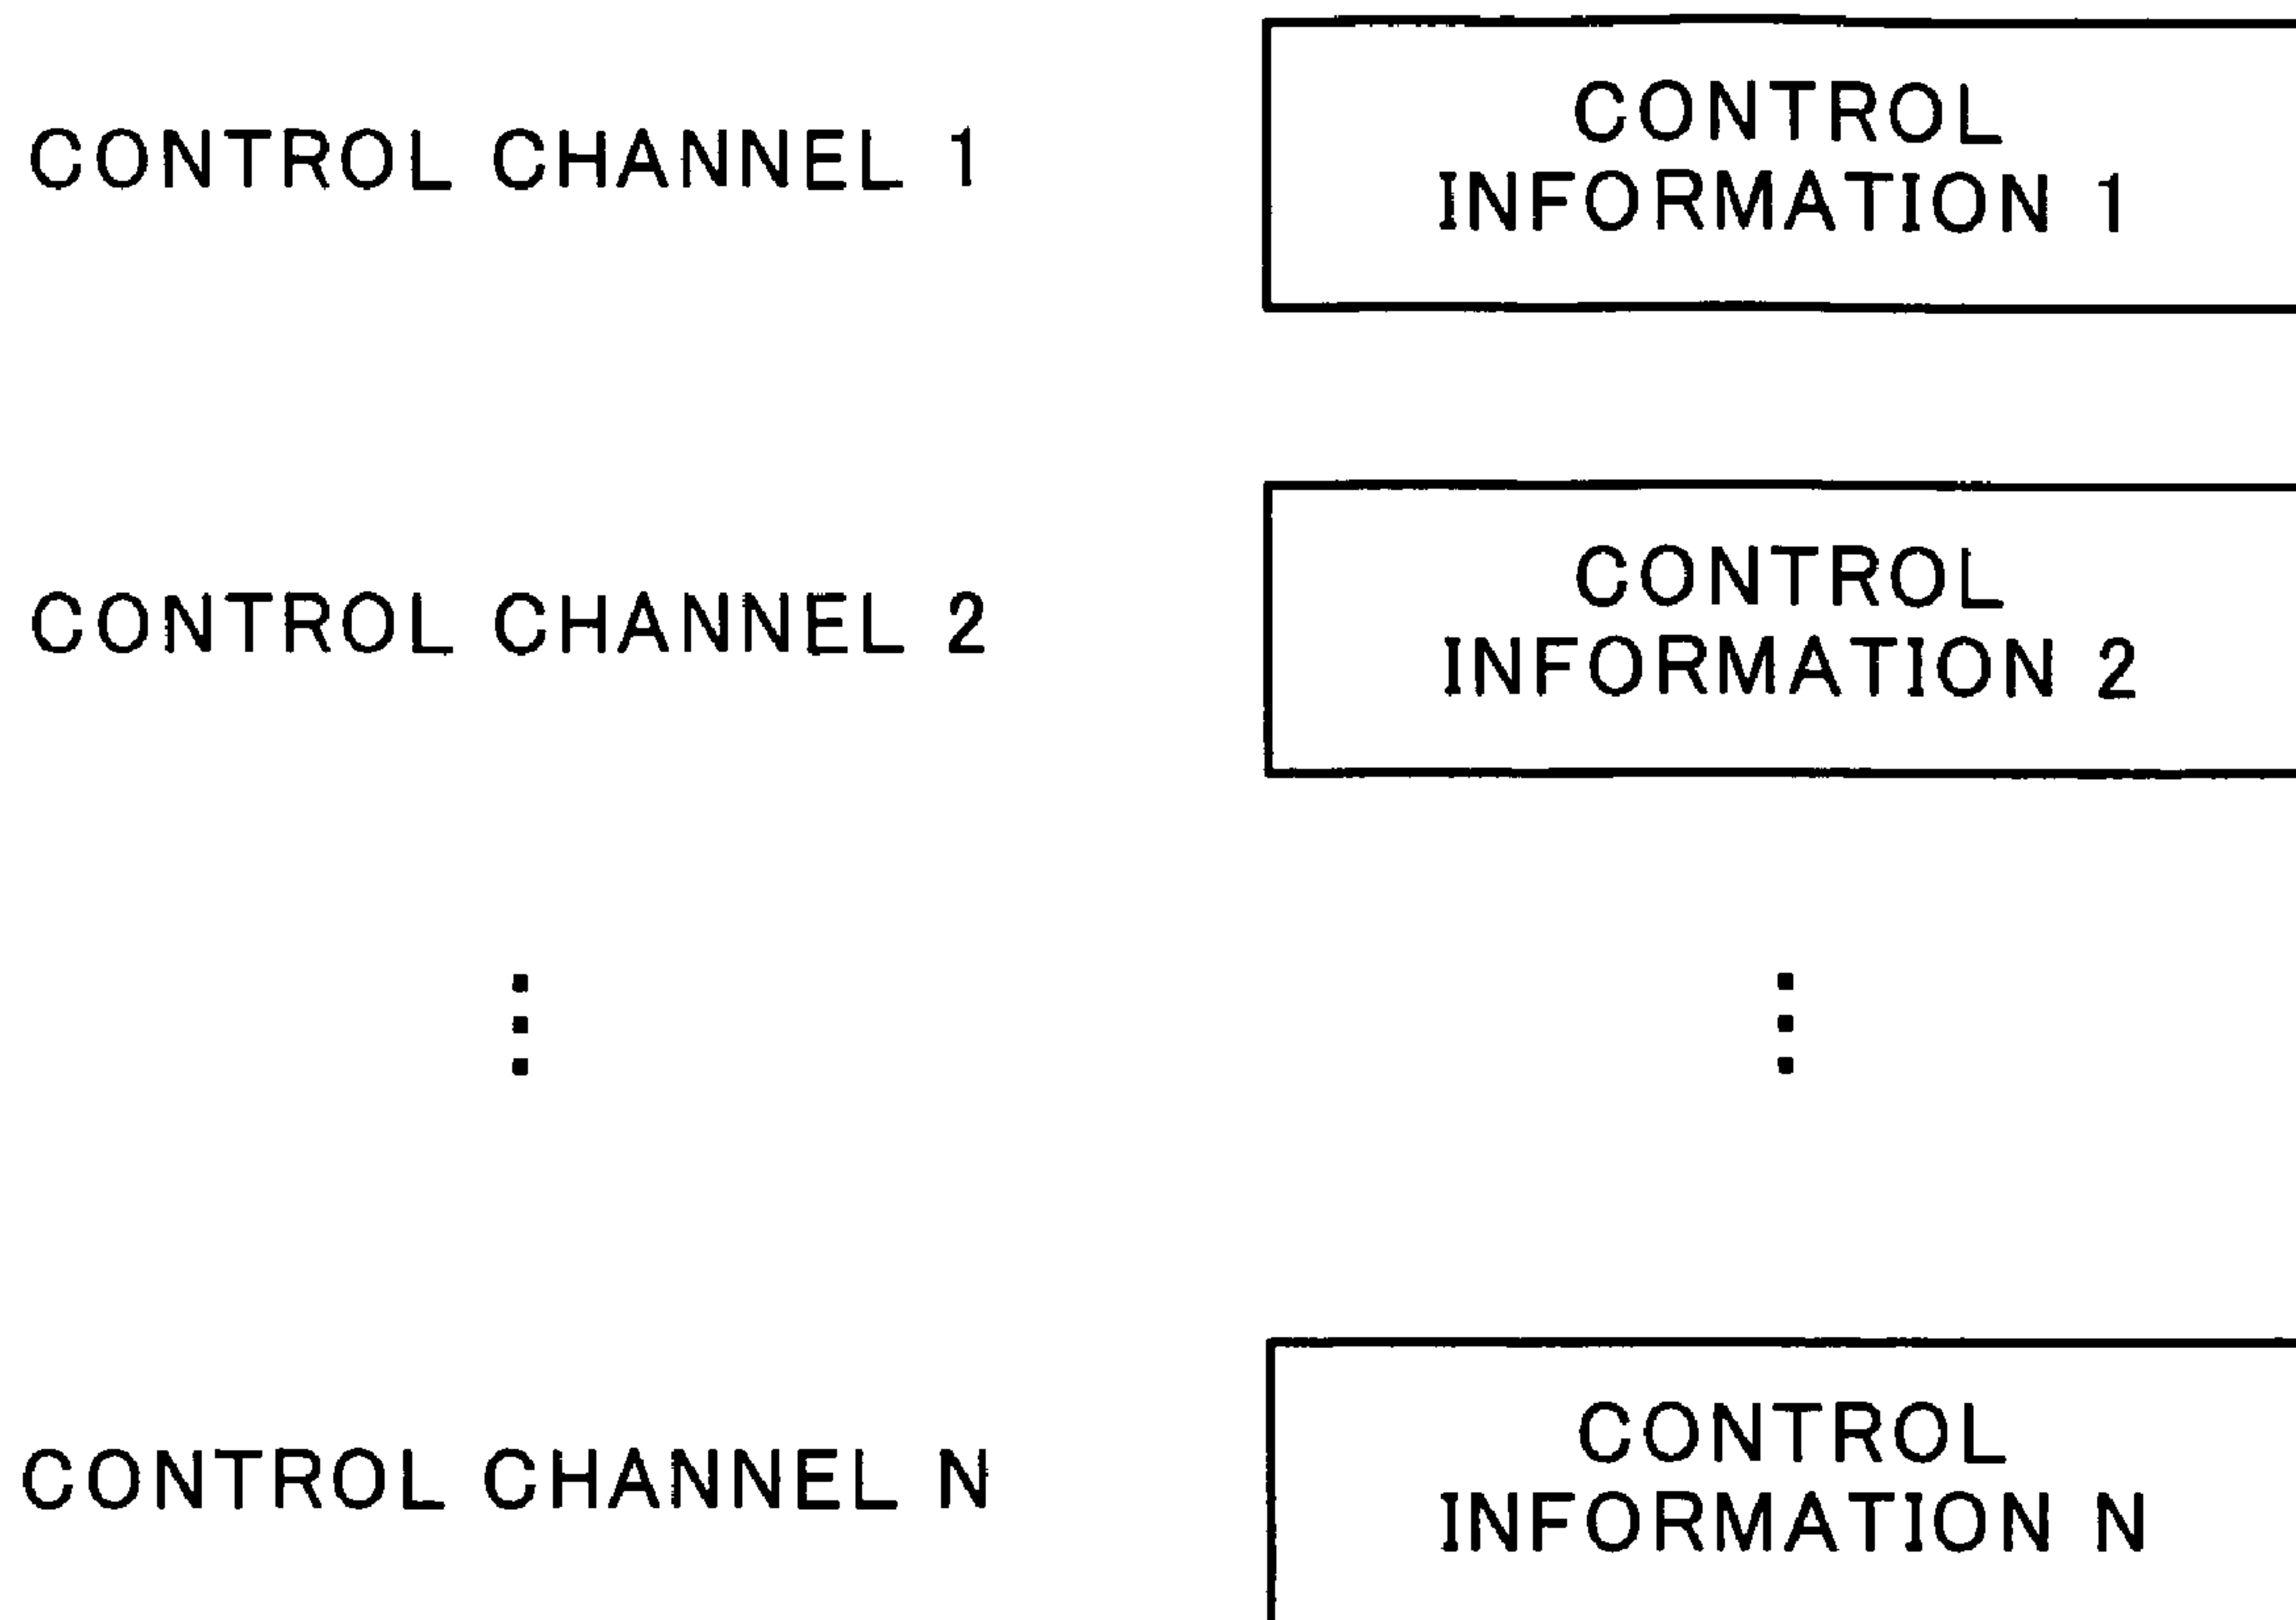 CONTROL CHANNEL 1
CONTROL
INFORMATION 1
CONTROL CHANNEL 2
CONTROL
INFORMATION 2
CONTROL CHANNEL N
CONTROL
INFORMATION N